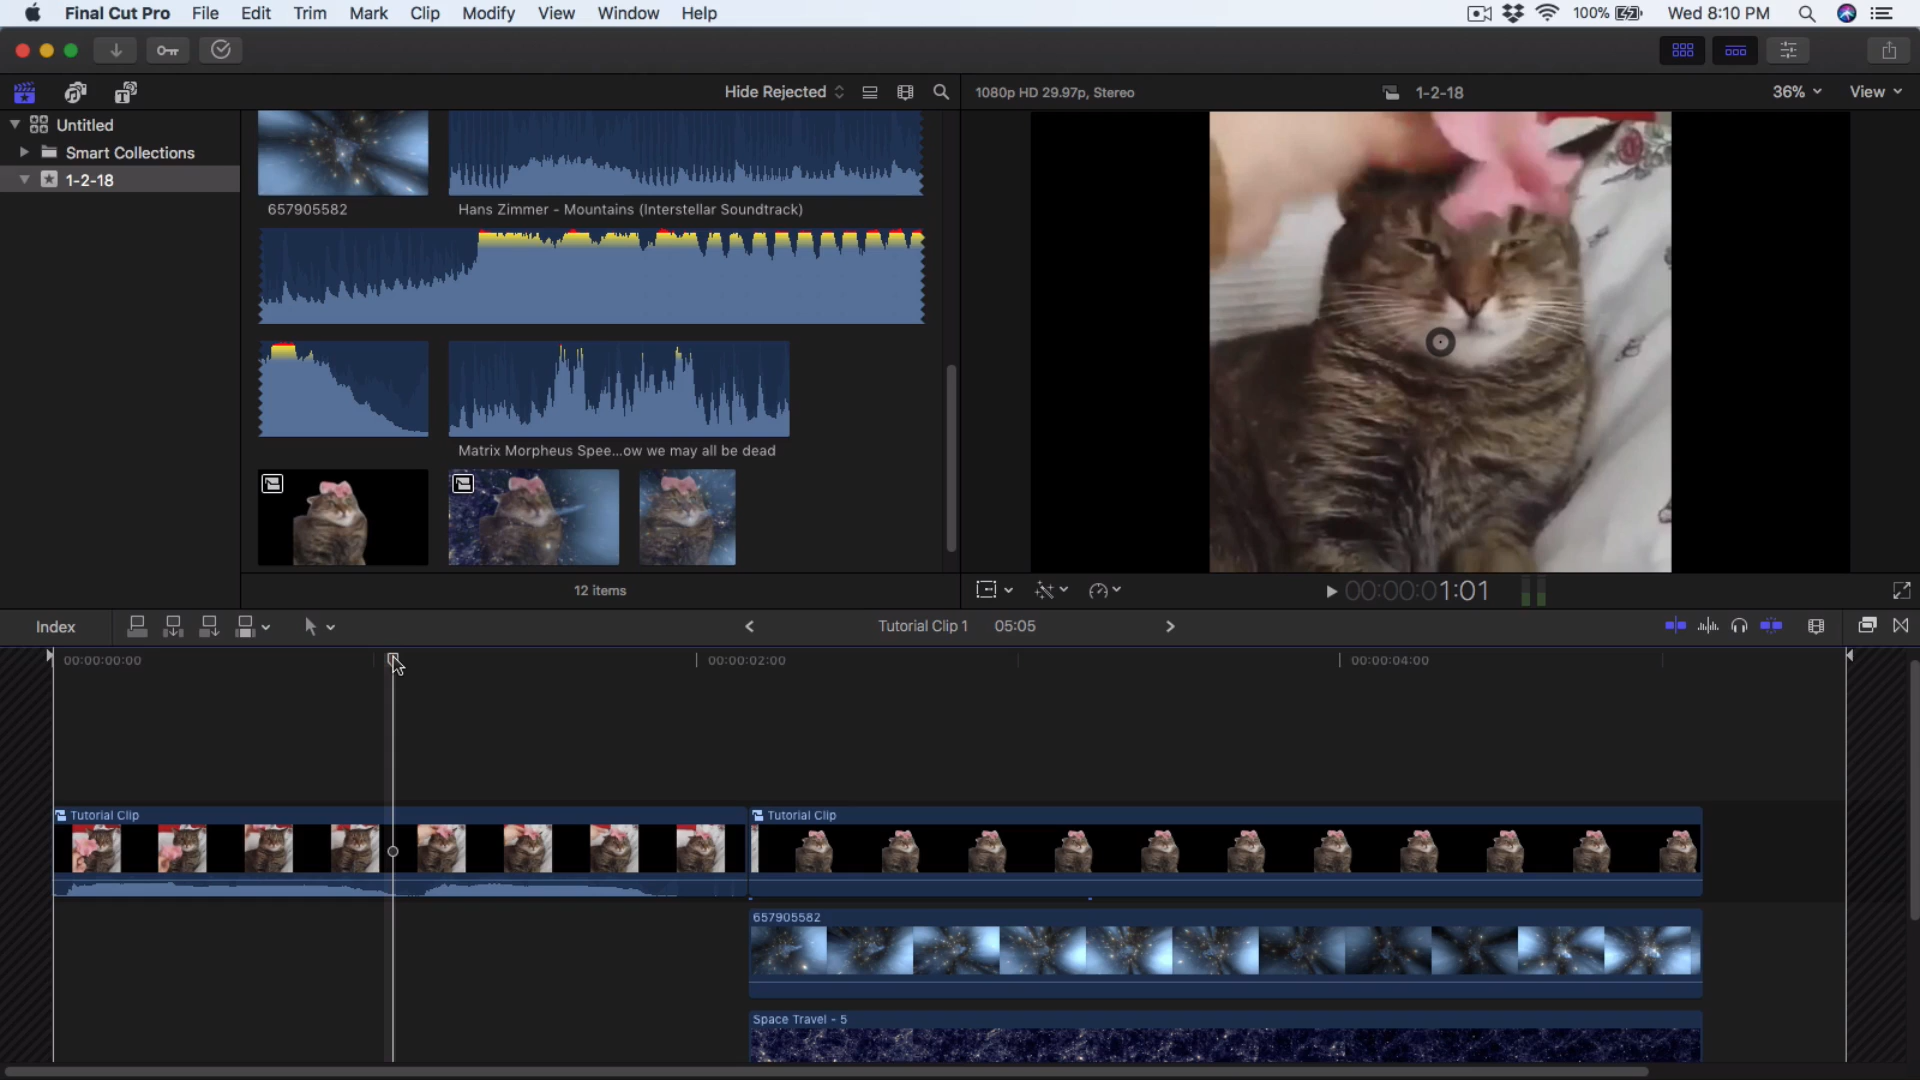 Final Cut Pro File Edit Trim Mark Clip Modify View Window Help 100% Wed 8:10 PM
Hide Rejected 1080p HD 29.97p, Stereo 1-2-18 36% View
Untitled
Smart Collections
1-2-18
657905582 Hans Zimmer - Mountains (Interstellar Soundtrack)
Matrix Morpheus Spee...ow we may all be dead
12 items 00:00:01:01
Index Tutorial Clip 1 05:05
00:00:00:00 00:00:02:00 00:00:04:00
Tutorial Clip Tutorial Clip
657905582
Space Travel - 5